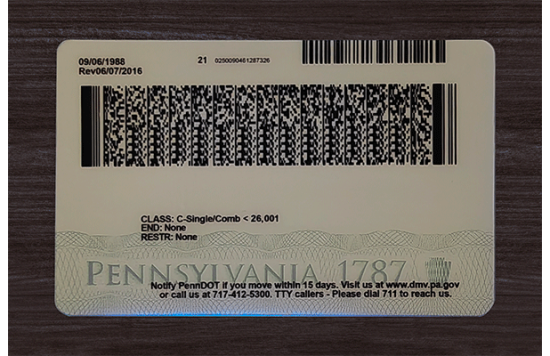 09/06/1988
Rev06/07/2016
21 0250090481287326
CLASS: C-Single/Comb < 26,001
END: None
RESTR: None
PENNSYLVANIA 1787
Notify PennDOT if you move within 15 days. Visit us at www.dmv.pa.gov
or call us at 717-412-5300. TTY callers - Please dial 711 to reach us.